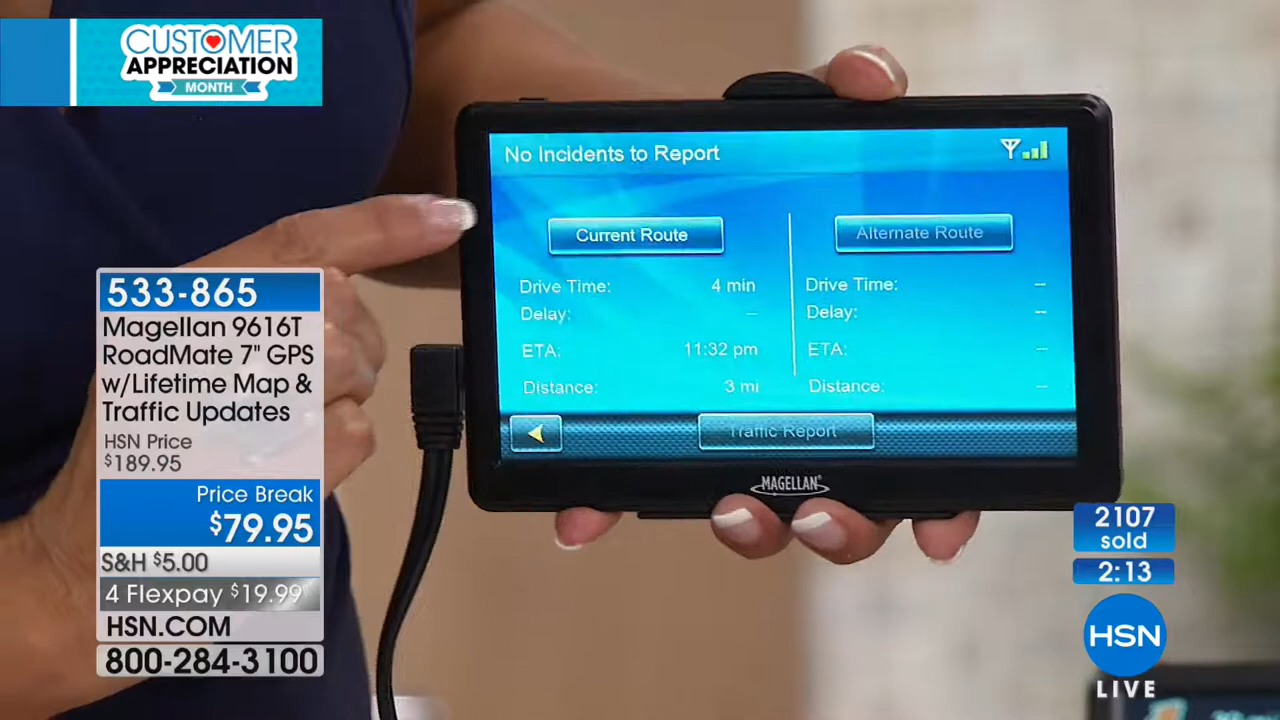 CUSTOMER
APPRECIATION
MONTH
533-865
Magellan 9616T
RoadMate 7" GPS
w/Lifetime Map &
Traffic Updates
HSN Price
$189.95
Price Break
$79.95
S&H $5.00
4 Flexpay $19.99
HSN.COM
800-284-3100
No Incidents to Report
Current Route
Alternate Route
Drive Time: 4 min
Drive Time: --
Delay: --
Delay: --
ETA: 11:32 pm
ETA: --
Distance: 3 mi
Distance: --
Traffic Report
MAGELLAN®
2107
sold
2:13
HSN
LIVE